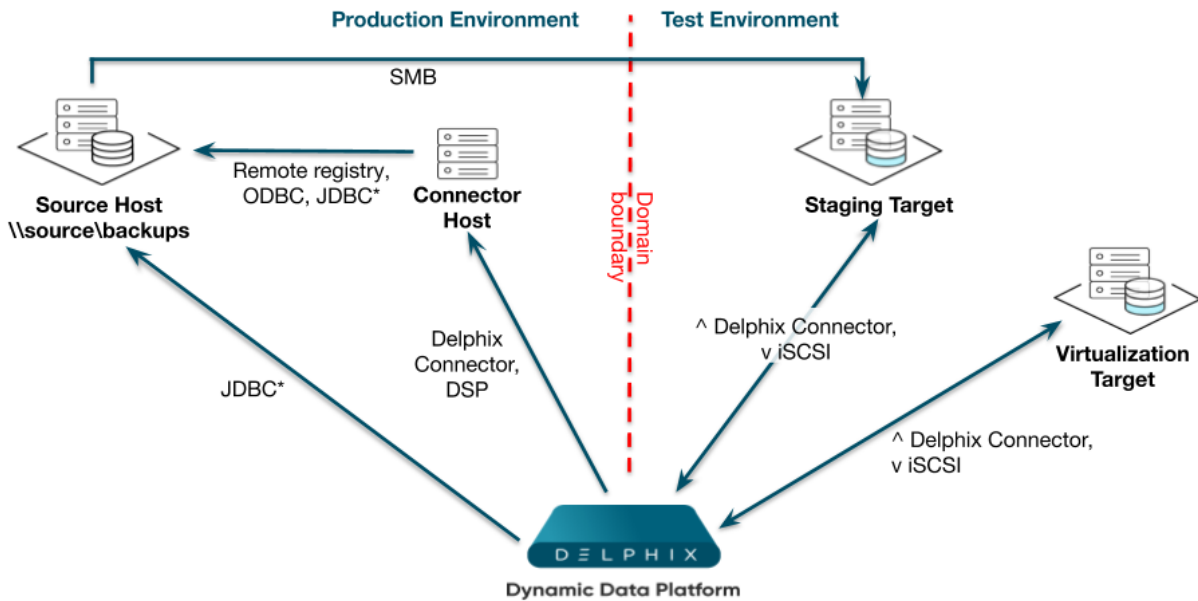 Production Environment
Test Environment
SMB
Source Host
\\source\backups
Remote registry,
ODBC, JDBC*
Connector
Host
Domain
boundary
Staging Target
Virtualization
Target
JDBC*
Delphix
Connector,
DSP
^ Delphix Connector,
v iSCSI
^ Delphix Connector,
v iSCSI
DELPHIX
Dynamic Data Platform